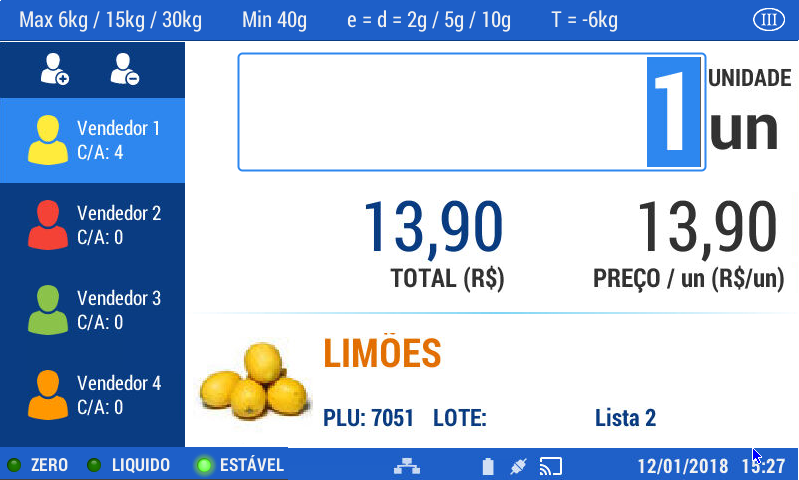 Max 6kg / 15kg / 30kg Min 40g e = d = 2g / 5g / 10g T = -6kg III
Vendedor 1
C/A: 4
Vendedor 2
C/A: 0
Vendedor 3
C/A: 0
Vendedor 4
C/A: 0
1 UNIDADE
un
13,90 13,90
TOTAL (R$) PREÇO / un (R$/un)
LIMÕES
PLU: 7051 LOTE: Lista 2
ZERO LIQUIDO ESTÁVEL 12/01/2018 15:27